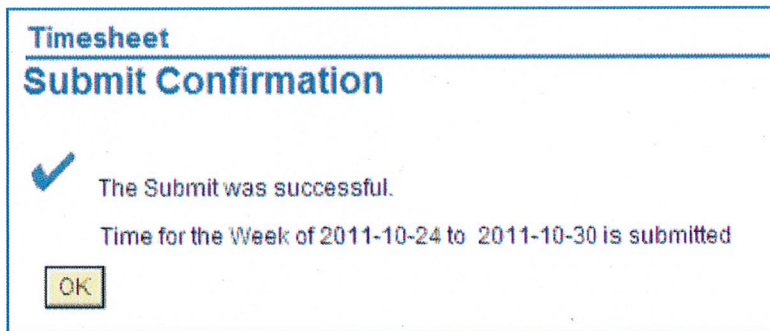 Timesheet
Submit Confirmation
The Submit was successful.
Time for the Week of 2011-10-24 to 2011-10-30 is submitted
OK